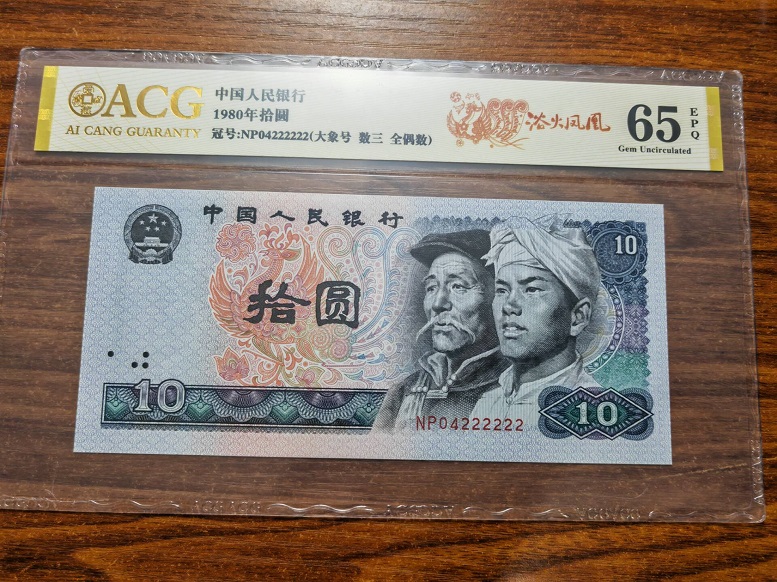 ACG
AI CANG GUARANTY
中国人民银行
1980年拾圆
冠号:NP04222222(大象号 数三 全偶数)
浴火凤凰
65
EPQ
Gem Uncirculated
中国人民银行
10
拾圆
10
NP04222222
10